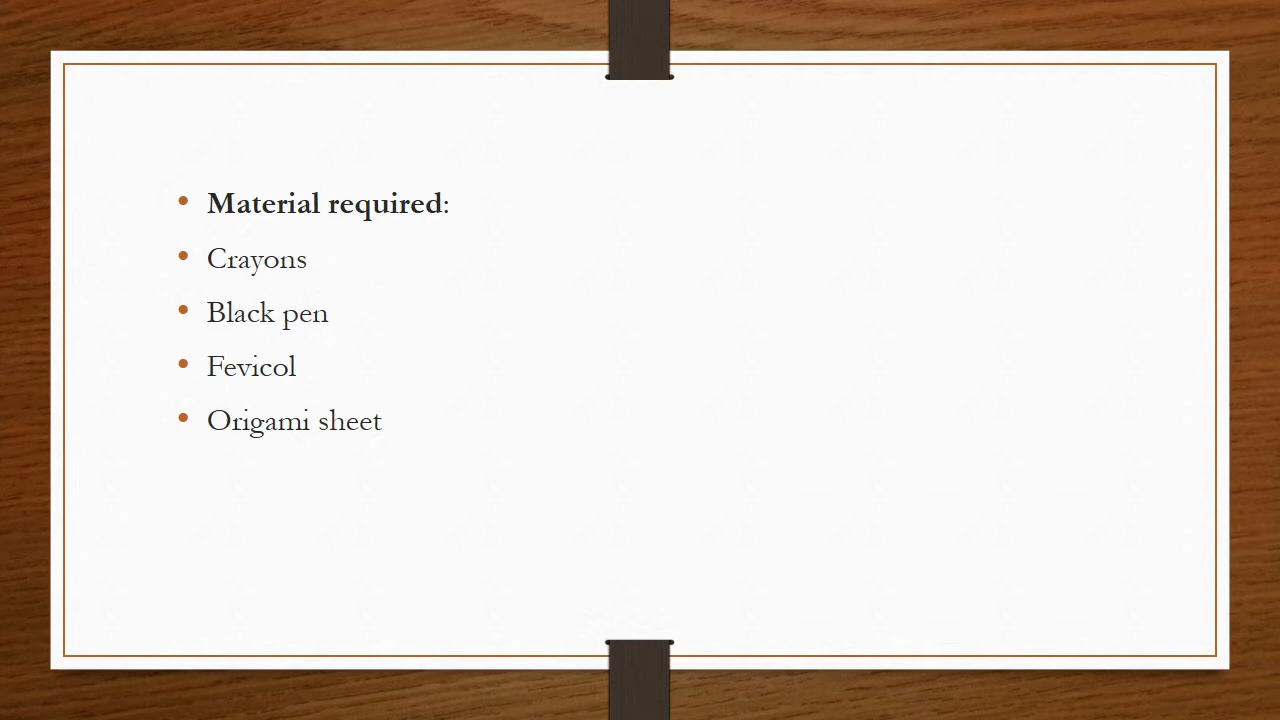 • Material required:
• Crayons
• Black pen
• Fevicol
• Origami sheet